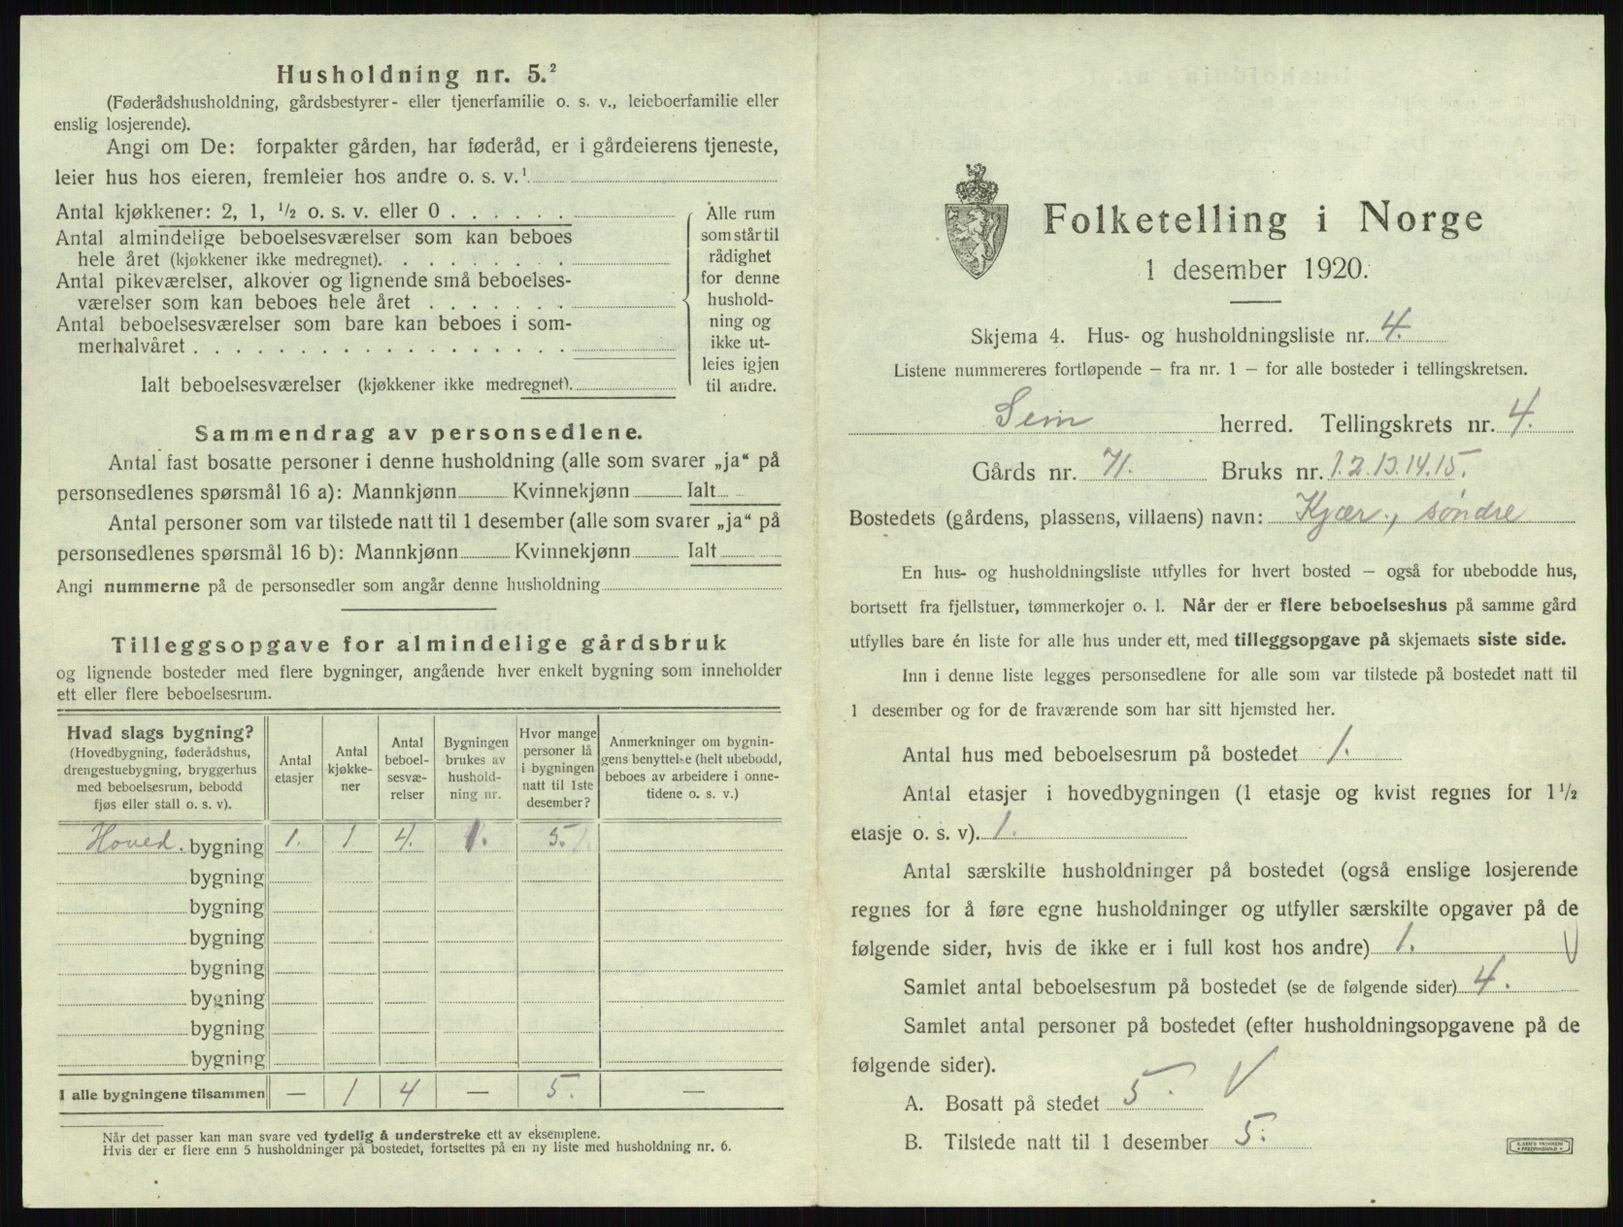 Husholdning nr. 5.²
(Føderådshusholdning, gårdsbestyrer- eller tjenerfamilie o. s. v., leieboerfamilie eller
enslig losjerende).
Angi om De: forpakter gården, har føderåd, er i gårdeierens tjeneste,
leier hus hos eieren, fremleier hos andre o. s. v.¹
Antal kjøkkener: 2, 1, ½ o. s. v. eller 0 . . . . . .
Antal almindelige beboelsesværelser som kan beboes
hele året (kjøkkener ikke medregnet). . . . . . . . .
Antal pikeværelser, alkover og lignende små beboelses-
værelser som kan beboes hele året . . . . . . .
Antal beboelsesværelser som bare kan beboes i som-
merhalvåret . . . . . . . . . . . . . . . . . .
Ialt beboelsesværelser (kjøkkener ikke medregnet).
Alle rum
som står til
rådighet
for denne
hushold-
ning og
ikke ut-
leies igjen
til andre.
Sammendrag av personsedlene.
Antal fast bosatte personer i denne husholdning (alle som svarer „ja“ på
personsedlenes spørsmål 16 a): Mannkjønn Kvinnekjønn Ialt
Antal personer som var tilstede natt til 1 desember (alle som svarer „ja“ på
personsedlenes spørsmål 16 b): Mannkjønn Kvinnekjønn Ialt
Angi nummerne på de personsedler som angår denne husholdning
Tilleggsopgave for almindelige gårdsbruk
og lignende bosteder med flere bygninger, angående hver enkelt bygning som inneholder
ett eller flere beboelsesrum.
Hvad slags bygning?
(Hovedbygning, føderådshus,
drengestuebygning, bryggerhus
med beboelsesrum, bebodd
fjøs eller stall o. s. v).
Antal
etasjer
Antal
kjøkke-
ner
Antal
beboel-
sesvæ-
relser
Bygningen
brukes av
hushold-
ning nr.
Hvor mange
personer lå
i bygningen
natt til 1ste
desember?
Anmerkninger om bygnin-
gens benyttelse (helt ubebodd,
beboes av arbeidere i onne-
tidene o. s. v.)
Hoved. bygning 1. 1 4. 1. 5.
bygning
bygning
bygning
bygning
bygning
bygning
bygning
I alle bygningene tilsammen — 1 4 — 5. —
Når det passer kan man svare ved tydelig å understreke ett av eksemplene.
Hvis der er flere enn 5 husholdninger på bostedet, fortsettes på en ny liste med husholdning nr. 6.
Folketelling i Norge
1 desember 1920.
Skjema 4. Hus- og husholdningsliste nr. 4.
Listene nummereres fortløpende – fra nr. 1 – for alle bosteder i tellingskretsen.
Sem herred. Tellingskrets nr. 4.
Gårds nr. 71. Bruks nr. 1.2.13.14.15.
Bostedets (gårdens, plassens, villaens) navn: Kjær, søndre
En hus- og husholdningsliste utfylles for hvert bosted – også for ubebodde hus,
bortsett fra fjellstuer, tømmerkojer o. l. Når der er flere beboelseshus på samme gård
utfylles bare én liste for alle hus under ett, med tilleggsopgave på skjemaets siste side.
Inn i denne liste legges personsedlene for alle som var tilstede på bostedet natt til
1 desember og for de fraværende som har sitt hjemsted her.
Antal hus med beboelsesrum på bostedet 1.
Antal etasjer i hovedbygningen (1 etasje og kvist regnes for 1½
etasje o. s. v). 1.
Antal særskilte husholdninger på bostedet (også enslige losjerende
regnes for å føre egne husholdninger og utfyller særskilte opgaver på de
følgende sider, hvis de ikke er i full kost hos andre) 1. V
Samlet antal beboelsesrum på bostedet (se de følgende sider) 4.
Samlet antal personer på bostedet (efter husholdningsopgavene på de
følgende sider).
A. Bosatt på stedet 5. V
B. Tilstede natt til 1 desember 5.